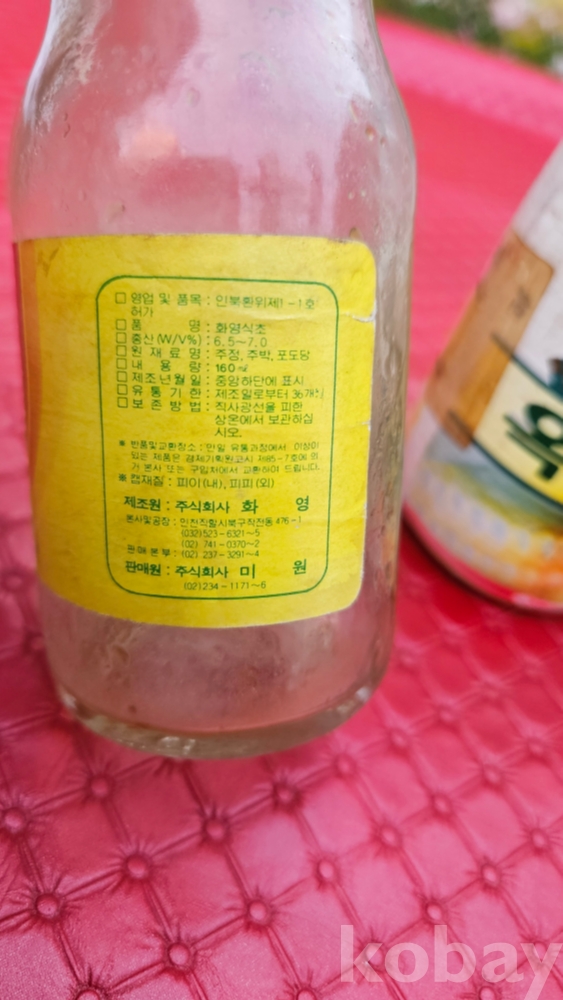 □ 영업 및 품목 : 인북환위제1-1호
허가
□ 품 명 : 화영식초
□ 총산(W/V%) : 6.5~7.0
□ 원 재 료 명 : 주정, 주박, 포도당
□ 내 용 량 : 160㎖
□ 제조년월일 : 중앙하단에 표시
□ 유 통 기 한 : 제조일로부터 36개월
□ 보 존 방 법 : 직사광선을 피한
상온에서 보관하십
시오.
※ 반품및교환장소 : 만일 유통과정에서 이상이
있는 제품은 경제기획원고시 제85-7호에 의
거 본사 또는 구입처에서 교환하여 드립니다.
※ 캡재질 : 피이(내), 피피(외)
제조원 : 주식회사 화 영
본사및공장 : 인천직할시북구작전동 476-1
(032)523-6321~5
(02) 741-0370~2
판매본부 : (02) 237-3291~4
판매원 : 주식회사 미 원
(02)234-1171~6
kobay